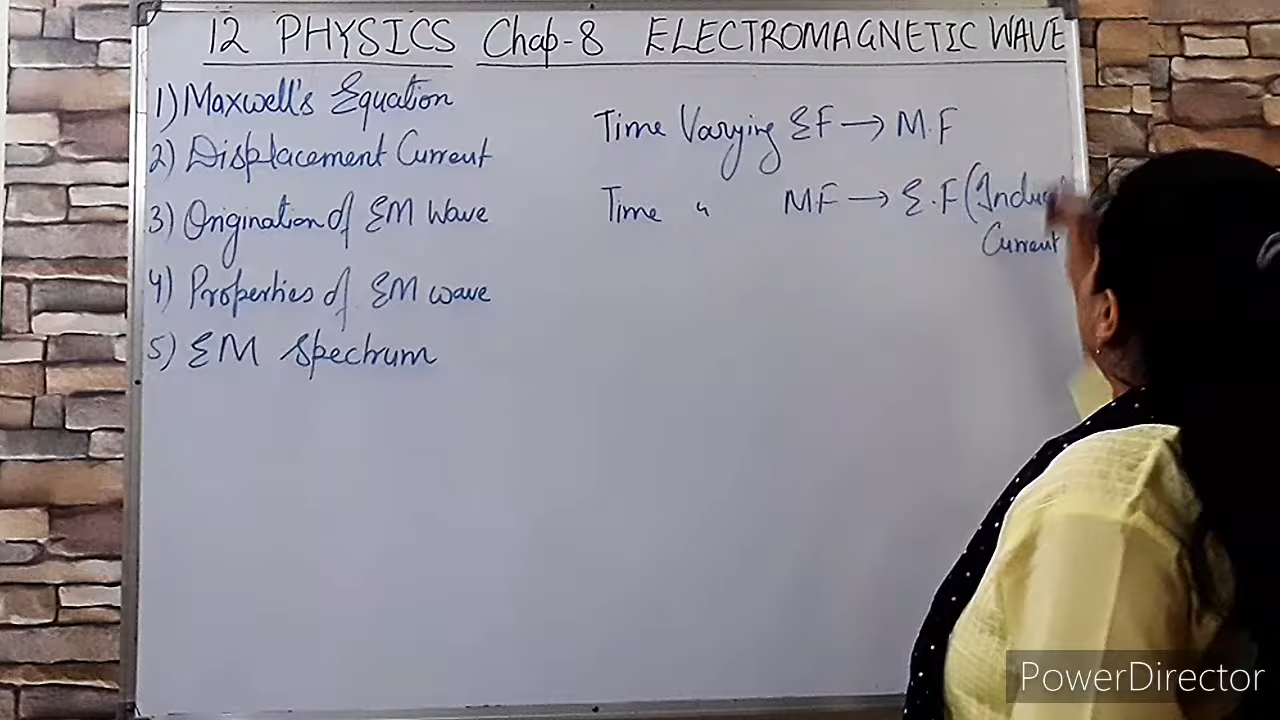 12 PHYSICS Chap-8 ELECTROMAGNETIC WAVE
1) Maxwell's Equation
2) Displacement Current
3) Origination of EM Wave
4) Properties of EM wave
5) EM Spectrum
Time Varying EF → M.F
Time " MF → E.F (
Current
PowerDirector